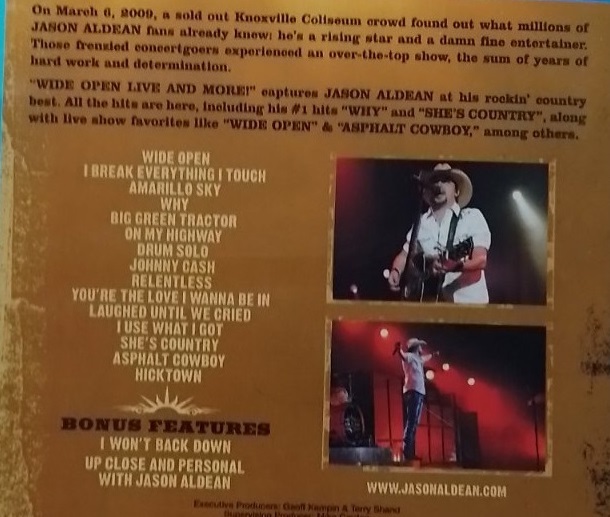 On March 6, 2009, a sold out Knoxville Coliseum crowd found out what millions of
JASON ALDEAN fans already knew: he's a rising star and a damn fine entertainer.
Those frenzied concertgoers experienced an over-the-top show, the sum of years of
hard work and determination.
"WIDE OPEN LIVE AND MORE!" captures JASON ALDEAN at his rockin' country
best. All the hits are here, including his #1 hits "WHY" and "SHE'S COUNTRY", along
with live show favorites like "WIDE OPEN" & "ASPHALT COWBOY," among others.
WIDE OPEN
I BREAK EVERYTHING I TOUCH
AMARILLO SKY
WHY
BIG GREEN TRACTOR
ON MY HIGHWAY
DRUM SOLO
JOHNNY CASH
RELENTLESS
YOU'RE THE LOVE I WANNA BE IN
LAUGHED UNTIL WE CRIED
I USE WHAT I GOT
SHE'S COUNTRY
ASPHALT COWBOY
HICKTOWN
BONUS FEATURES
I WON'T BACK DOWN
UP CLOSE AND PERSONAL
WITH JASON ALDEAN
WWW.JASONALDEAN.COM
Executive Producers: Geoff Kempin & Terry Shand